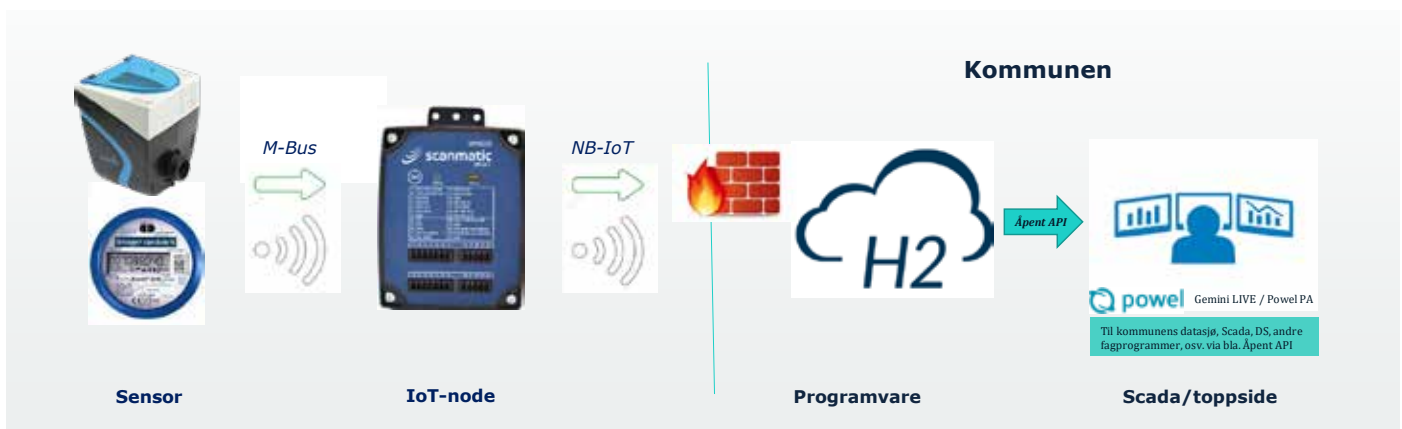 Kommunen
M-Bus
NB-IoT
scanmatic
H2
Åpent API
powel
Gemini LIVE / Powel PA
Til kommunens datasjø, Scada, DS, andre
fagprogrammer, osv. via bla. Åpent API
Sensor
IoT-node
Programvare
Scada/toppside